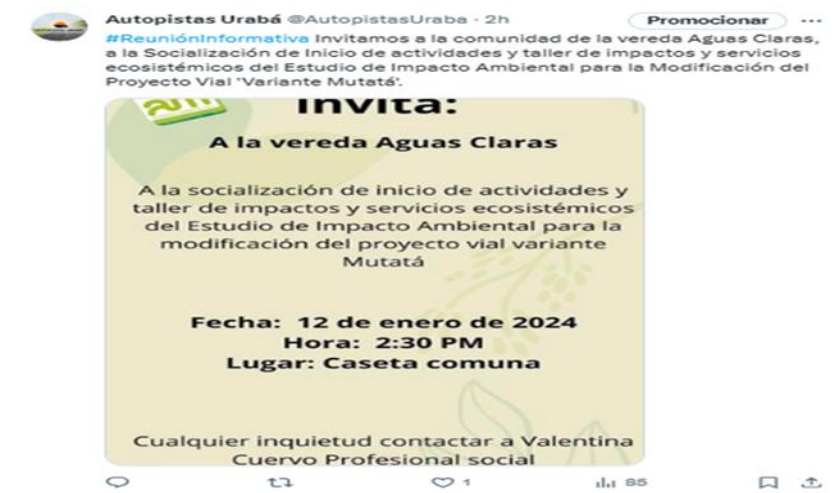 Autopistas Urabá @AutopistasUraba · 2h
Promocionar
#ReuniónInformativa Invitamos a la comunidad de la vereda Aguas Claras,
a la Socialización de Inicio de actividades y taller de impactos y servicios
ecosistémicos del Estudio de Impacto Ambiental para la Modificación del
Proyecto Vial 'Variante Mutatá'.
Invita:
A la vereda Aguas Claras
A la socialización de inicio de actividades y
taller de impactos y servicios ecosistémicos
del Estudio de Impacto Ambiental para la
modificación del proyecto vial variante
Mutatá
Fecha: 12 de enero de 2024
Hora: 2:30 PM
Lugar: Caseta comuna
Cualquier inquietud contactar a Valentina
Cuervo Profesional social
1
85